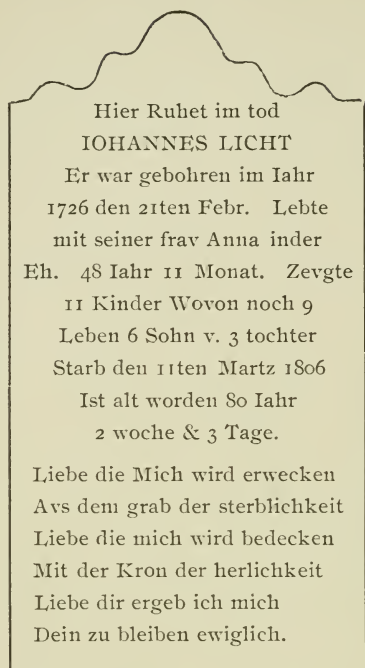 Hier Ruhet im tod
IOHANNES LICHT
Er war gebohren im Iahr
1726 den 21ten Febr. Lebte
mit seiner frav Anna inder
Eh. 48 Iahr 11 Monat. Zevgte
11 Kinder Wovon noch 9
Leben 6 Sohn v. 3 tochter
Starb den 11ten Martz 1806
Ist alt worden 80 Iahr
2 woche & 3 Tage.
Liebe die Mich wird erwecken
Avs dem grab der sterblichkeit
Liebe die mich wird bedecken
Mit der Kron der herlichkeit
Liebe dir ergeb ich mich
Dein zu bleiben ewiglich.